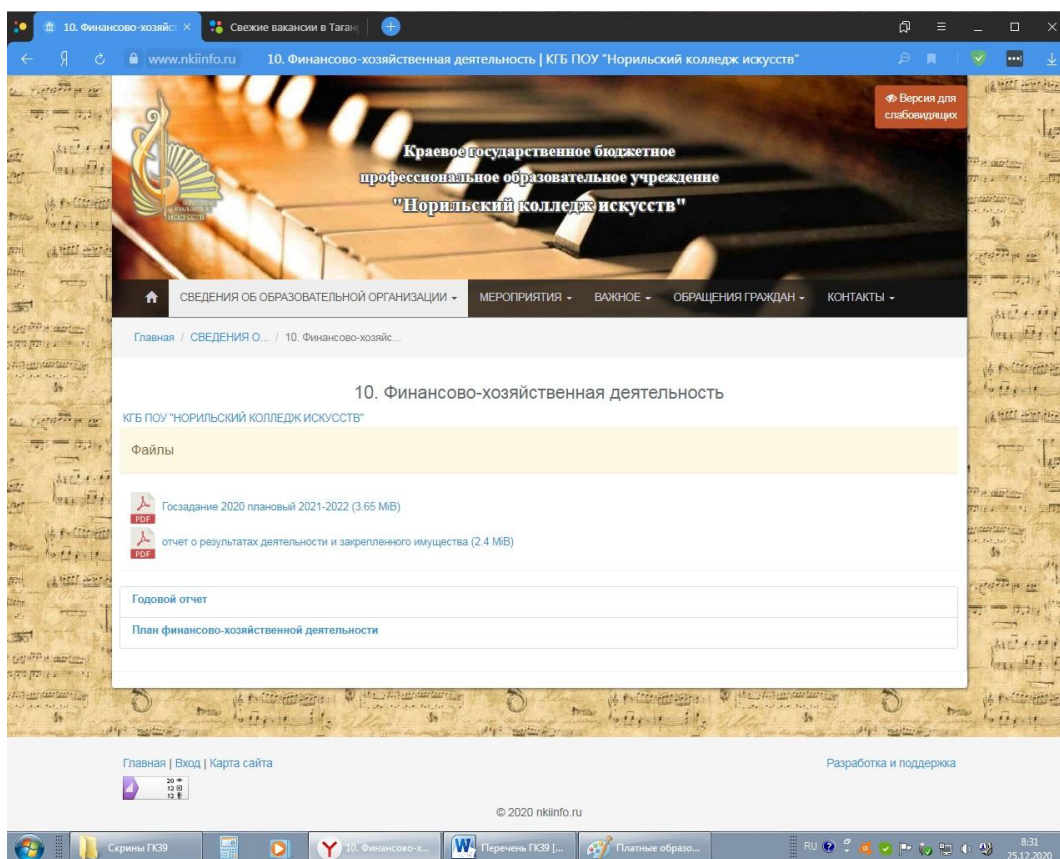 10. Финансово-хозяйст
Свежие вакансии в Таган
www.nkiinfo.ru
10. Финансово-хозяйственная деятельность | КГБ ПОУ "Норильский колледж искусств"
Версия для
слабовидящих
Краевое государственное бюджетное
профессиональное образовательное учреждение
"Норильский колледж искусств"
СВЕДЕНИЯ ОБ ОБРАЗОВАТЕЛЬНОЙ ОРГАНИЗАЦИИ МЕРОПРИЯТИЯ ВАЖНОЕ ОБРАЩЕНИЯ ГРАЖДАН КОНТАКТЫ
Главная / СВЕДЕНИЯ О... / 10. Финансово-хозяйс...
10. Финансово-хозяйственная деятельность
КГБ ПОУ "НОРИЛЬСКИЙ КОЛЛЕДЖ ИСКУССТВ"
Файлы
PDF Госзадание 2020 плановый 2021-2022 (3.65 MiB)
PDF отчет о результатах деятельности и закрепленного имущества (2.4 MiB)
Годовой отчет
План финансово-хозяйственной деятельности
Главная | Вход | Карта сайта
Разработка и поддержка
20
12
12
© 2020 nkiinfo.ru
Скрины ГК39
10. Финансово-х...
Перечень ГК39 [...
Платные образо...
RU
8:31
25.12.2020